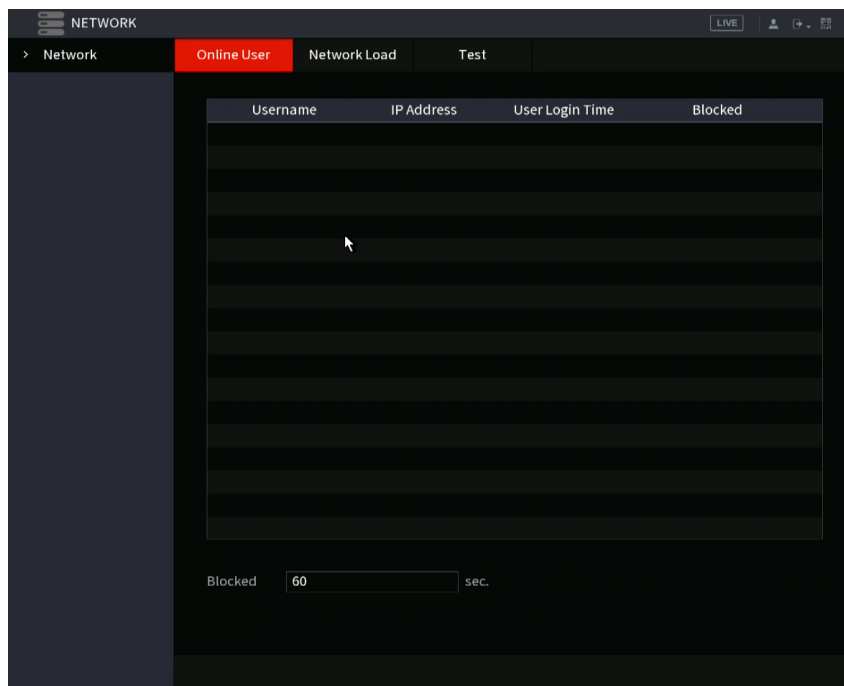 NETWORK LIVE
Network Online User Network Load Test
Username IP Address User Login Time Blocked
Blocked 60 sec.